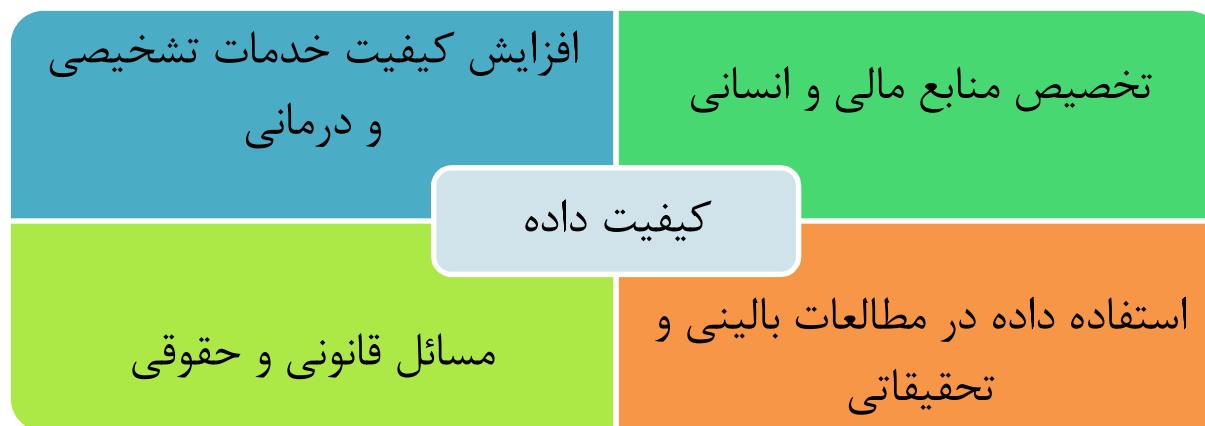 تخصیص منابع مالی و انسانی
افزایش کیفیت خدمات تشخیصی
و درمانی
کیفیت داده
استفاده داده در مطالعات بالینی و
تحقیقاتی
مسائل قانونی و حقوقی